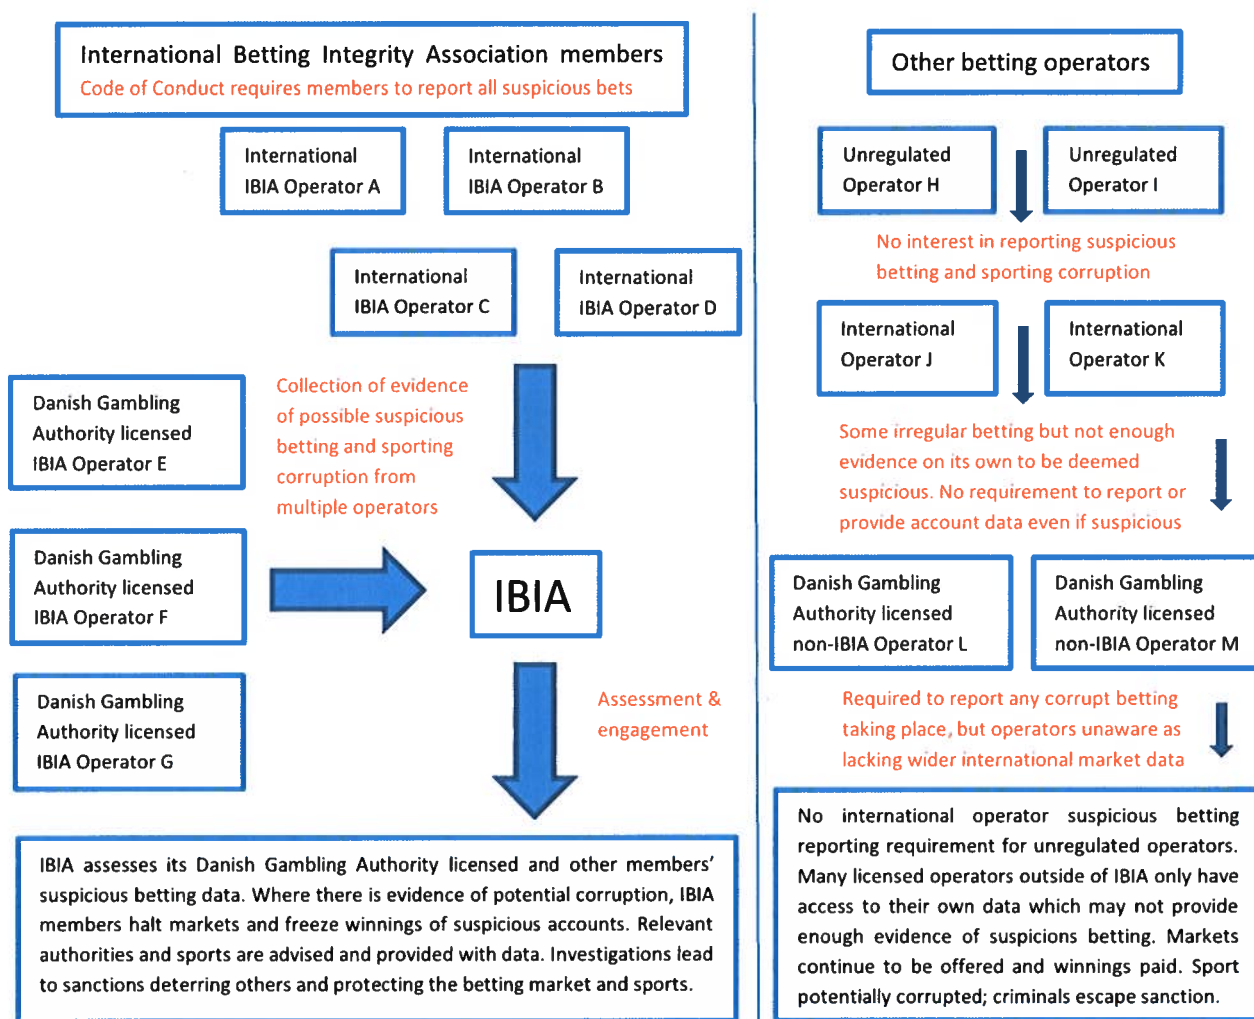 International Betting Integrity Association members
Code of Conduct requires members to report all suspicious bets
International
IBIA Operator A
International
IBIA Operator B
International
IBIA Operator C
International
IBIA Operator D
Danish Gambling
Authority licensed
IBIA Operator E
Collection of evidence
of possible suspicious
betting and sporting
corruption from
multiple operators
Danish Gambling
Authority licensed
IBIA Operator F
IBIA
Danish Gambling
Authority licensed
IBIA Operator G
Assessment &
engagement
IBIA assesses its Danish Gambling Authority licensed and other members'
suspicious betting data. Where there is evidence of potential corruption, IBIA
members halt markets and freeze winnings of suspicious accounts. Relevant
authorities and sports are advised and provided with data. Investigations lead
to sanctions deterring others and protecting the betting market and sports.
Other betting operators
Unregulated
Operator H
Unregulated
Operator I
No interest in reporting suspicious
betting and sporting corruption
International
Operator J
International
Operator K
Some irregular betting but not enough
evidence on its own to be deemed
suspicious. No requirement to report or
provide account data even if suspicious
Danish Gambling
Authority licensed
non-IBIA Operator L
Danish Gambling
Authority licensed
non-IBIA Operator M
Required to report any corrupt betting
taking place, but operators unaware as
lacking wider international market data
No international operator suspicious betting
reporting requirement for unregulated operators.
Many licensed operators outside of IBIA only have
access to their own data which may not provide
enough evidence of suspicions betting. Markets
continue to be offered and winnings paid. Sport
potentially corrupted; criminals escape sanction.